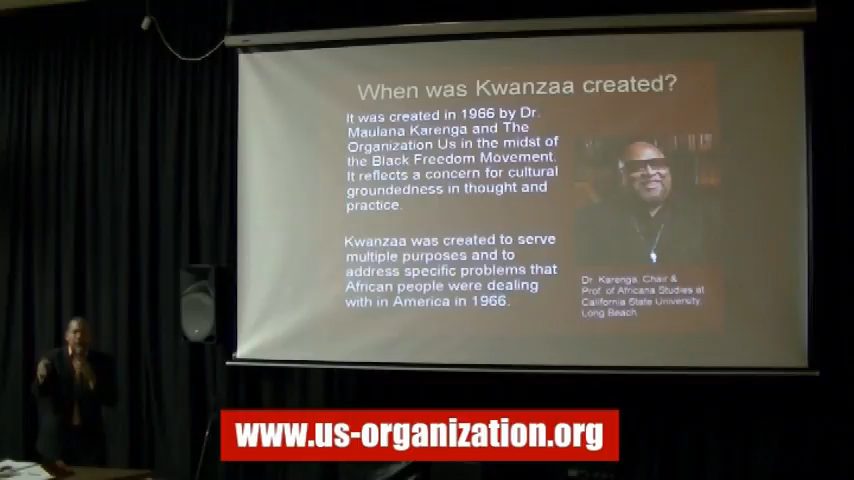 When was Kwanzaa created?
It was created in 1966 by Dr.
Maulana Karenga and The
Organization Us in the midst of
the Black Freedom Movement.
It reflects a concern for cultural
groundedness in thought and
practice.
Kwanzaa was created to serve
multiple purposes and to
address specific problems that
African people were dealing
with in America in 1966.
Dr. Karenga, Chair &
Prof. of Africana Studies at
California State University,
Long Beach
www.us-organization.org